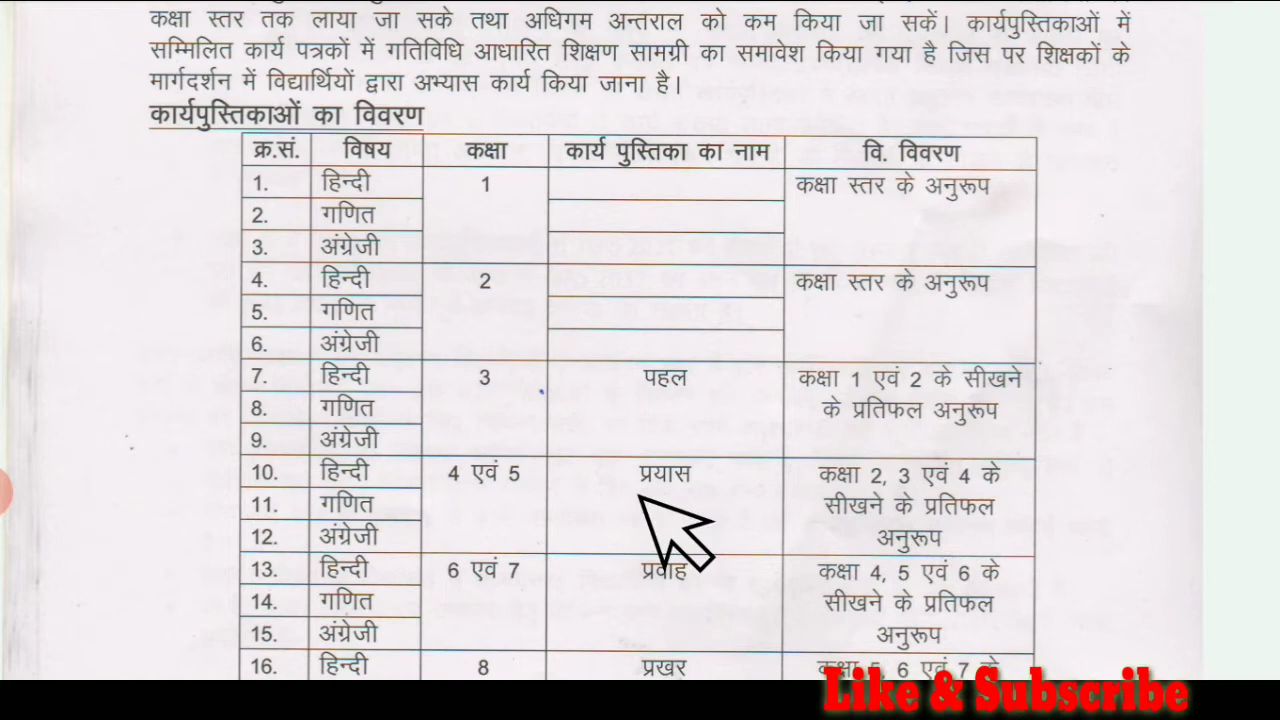 कक्षा स्तर तक लाया जा सके तथा अधिगम अन्तराल को कम किया जा सकें। कार्यपुस्तिकाओं में
सम्मिलित कार्य पत्रकों में गतिविधि आधारित शिक्षण सामग्री का समावेश किया गया है जिस पर शिक्षकों के
मार्गदर्शन में विद्यार्थियों द्वारा अभ्यास कार्य किया जाना है।
कार्यपुस्तिकाओं का विवरण
क्र.सं. विषय कक्षा कार्य पुस्तिका का नाम वि. विवरण
1. हिन्दी 1 कक्षा स्तर के अनुरूप
2. गणित
3. अंग्रेजी
4. हिन्दी 2 कक्षा स्तर के अनुरूप
5. गणित
6. अंग्रेजी
7. हिन्दी 3 पहल कक्षा 1 एवं 2 के सीखने
8. गणित के प्रतिफल अनुरूप
9. अंग्रेजी
10. हिन्दी 4 एवं 5 प्रयास कक्षा 2, 3 एवं 4 के
11. गणित सीखने के प्रतिफल
12. अंग्रेजी अनुरूप
13. हिन्दी 6 एवं 7 प्रवाह कक्षा 4, 5 एवं 6 के
14. गणित सीखने के प्रतिफल
15. अंग्रेजी अनुरूप
16. हिन्दी 8 प्रखर कक्षा 5, 6 एवं 7 के
Like & Subscribe